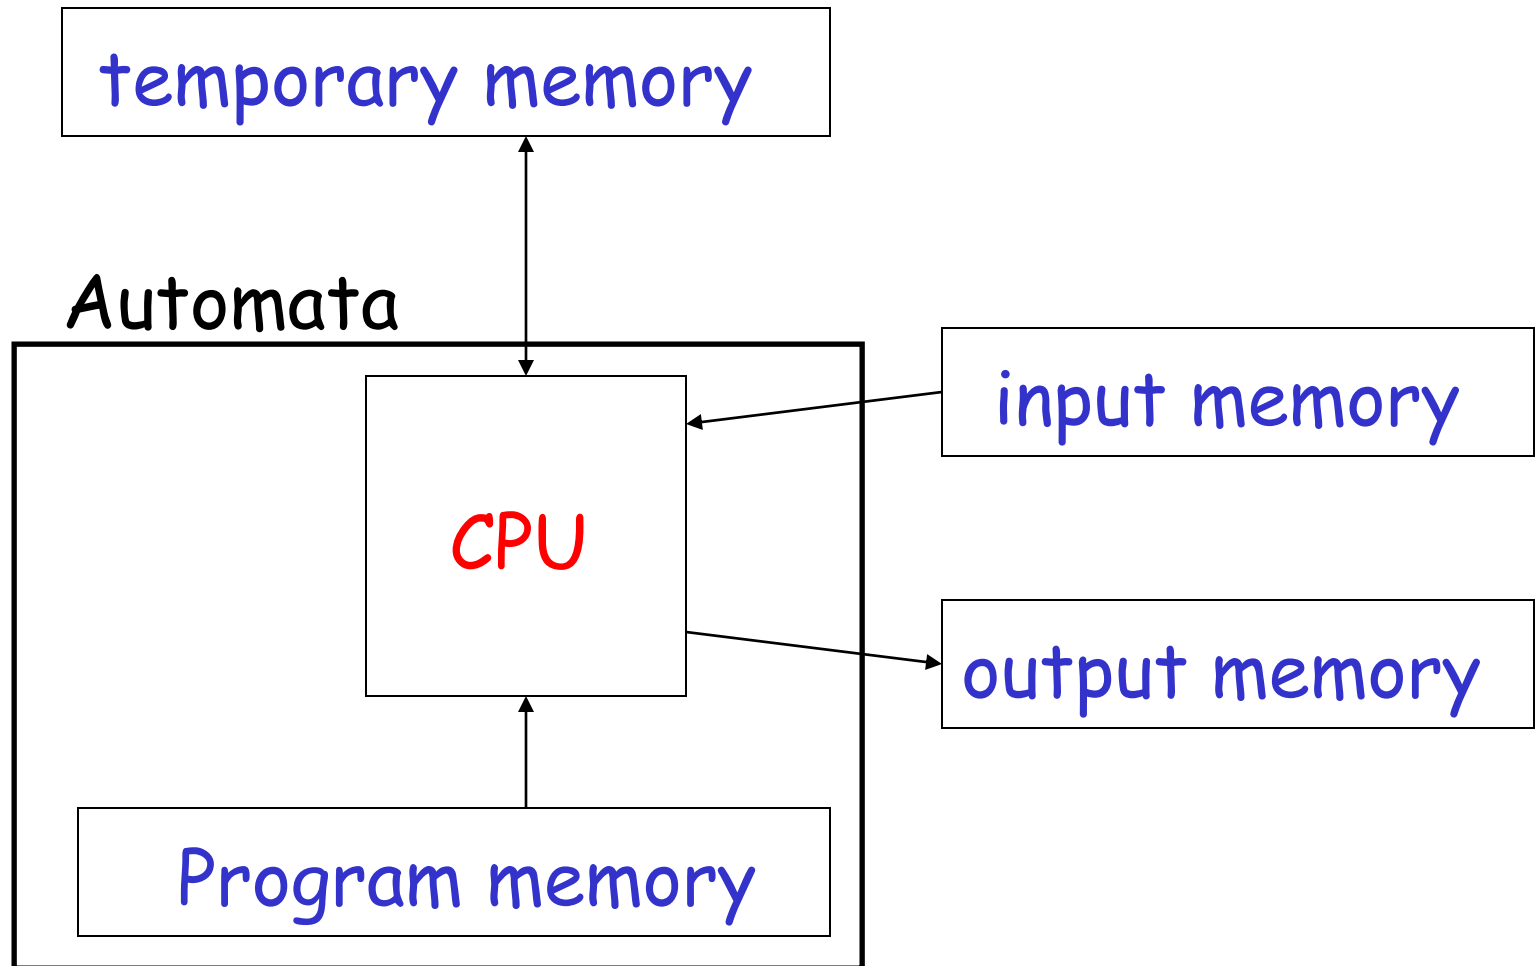 temporary memory
Automata
input memory
CPU
output memory
Program memory